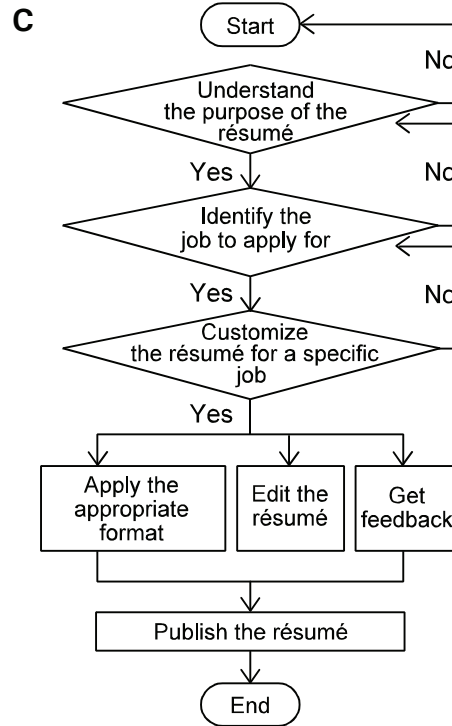 C
Start
No
Understand
the purpose of the
résumé
Yes
No
Identify the
job to apply for
Yes
No
Customize
the résumé for a specific
job
Yes
Apply the
appropriate
format
Edit the
résumé
Get
feedback
Publish the résumé
End